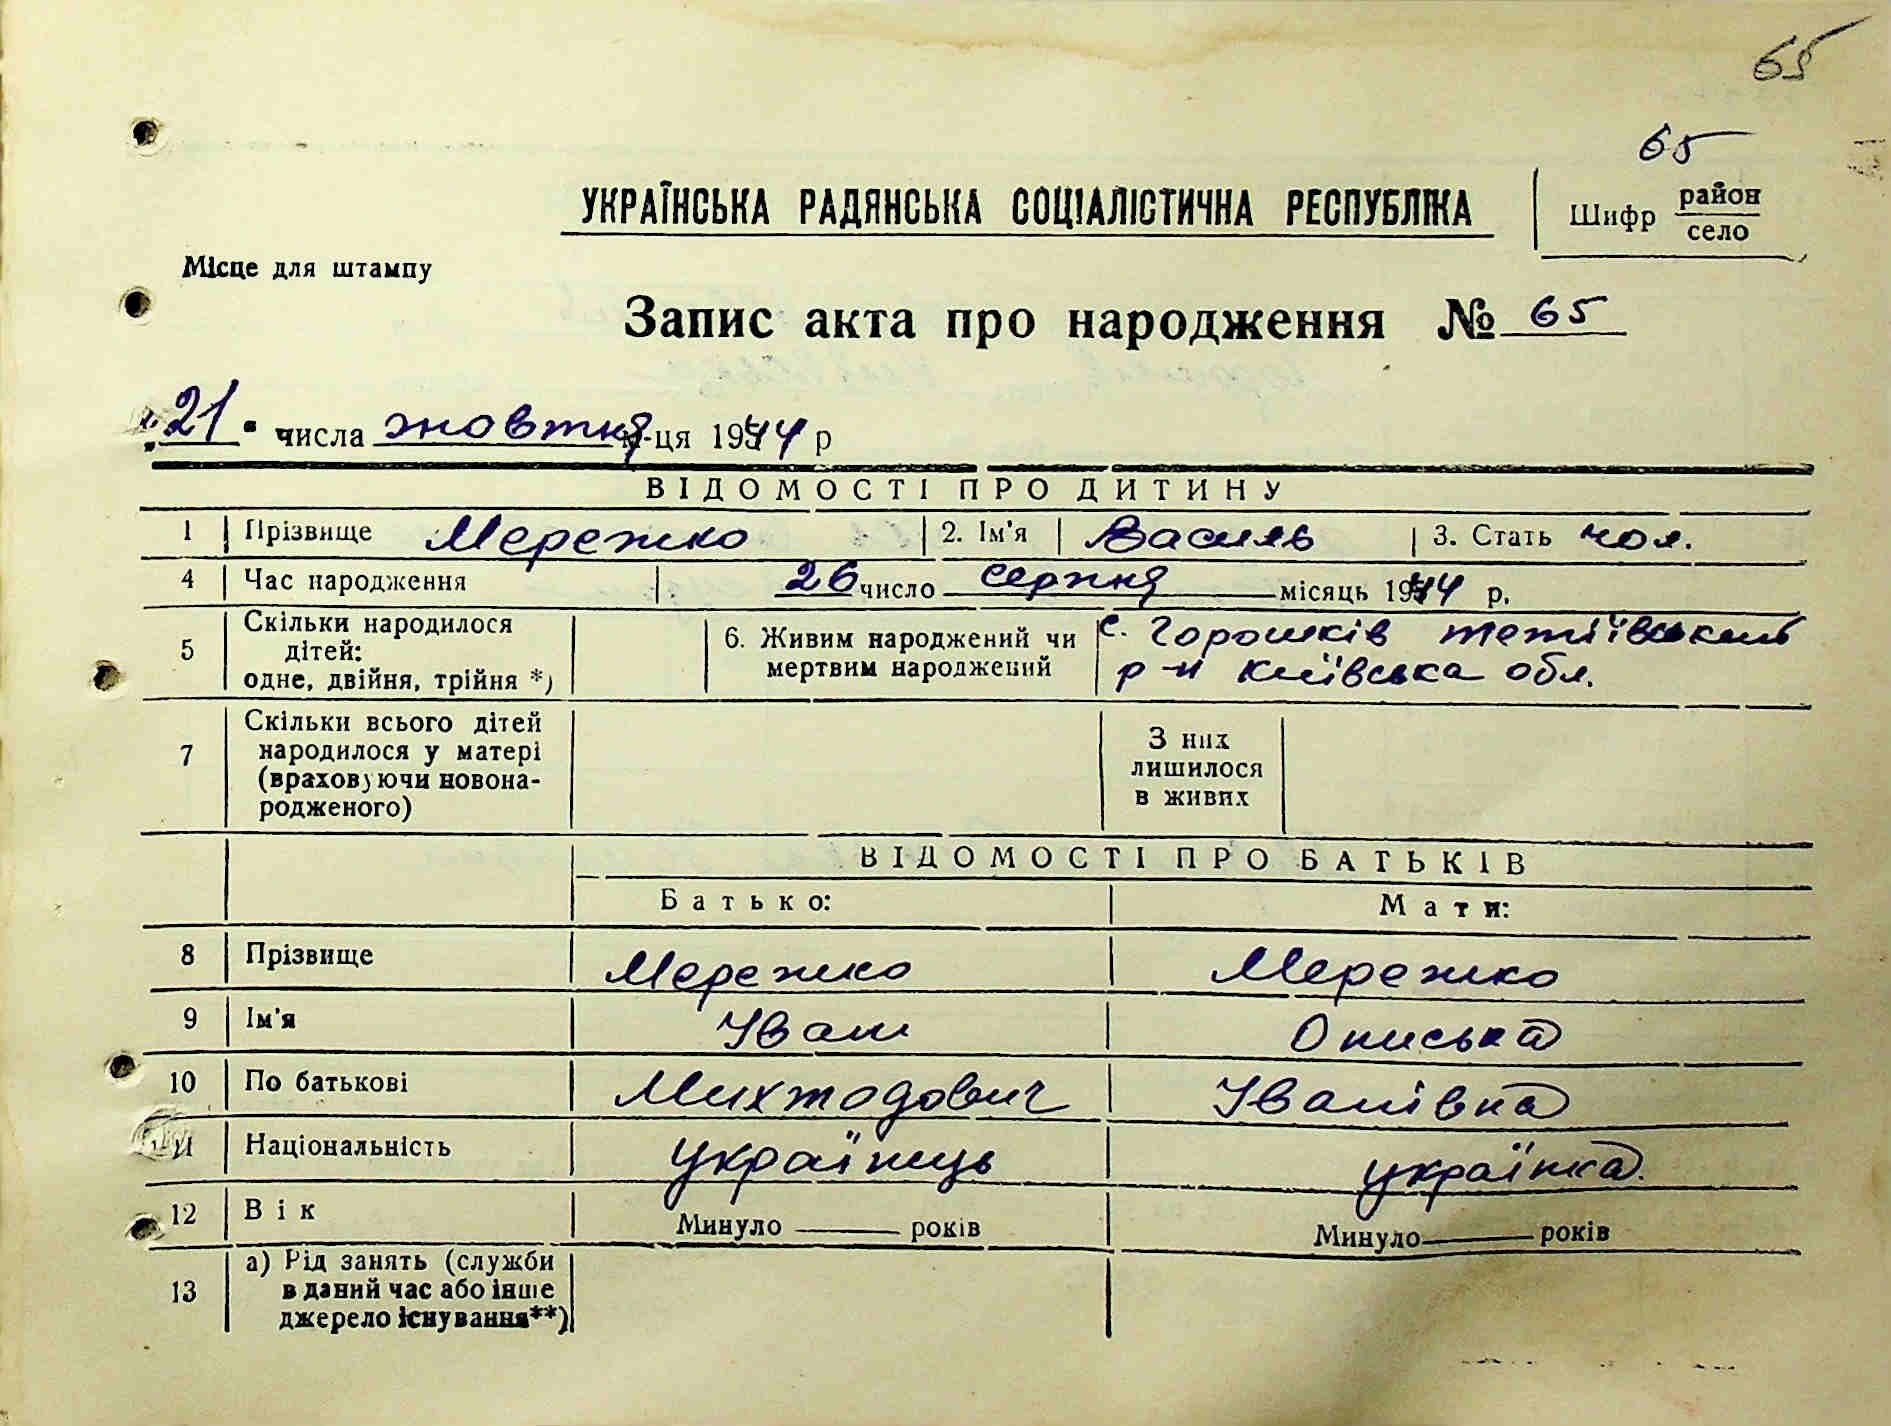 65
65
УКРАЇНСЬКА РАДЯНСЬКА СОЦІАЛІСТИЧНА РЕСПУБЛІКА
Шифр район село
Місце для штампу
Запис акта про народження № 65
"21" числа жовтня м-ця 1944 р
ВІДОМОСТІ ПРО ДИТИНУ
1 Прізвище Мережко 2. Ім'я Василь 3. Стать чол.
4 Час народження 26 число серпня місяць 1944 р.
5 Скільки народилося дітей: одне, двійня, трійня *)
6. Живим народжений чи мертвим народжений
с. Горошків Тетіївський
р-н Київська обл.
7 Скільки всього дітей народилося у матері (враховуючи новонародженого)
З них лишилося в живих
ВІДОМОСТІ ПРО БАТЬКІВ
Батько: Мати:
8 Прізвище Мережко Мережко
9 Ім'я Іван Ониська
10 По батькові Михтодович Іванівна
11 Національність українець українка.
12 Вік Минуло років Минуло років
13 а) Рід занять (служби в даний час або інше джерело існування**)